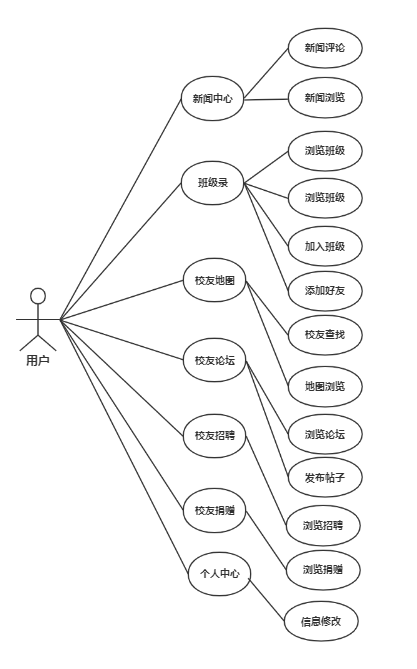 新闻评论
新闻中心
新闻浏览
浏览班级
班级录
浏览班级
加入班级
校友地圈
添加好友
校友查找
用户
校友论坛
地圈浏览
浏览论坛
校友招聘
发布帖子
校友捐赠
浏览招聘
个人中心
浏览捐赠
信息修改